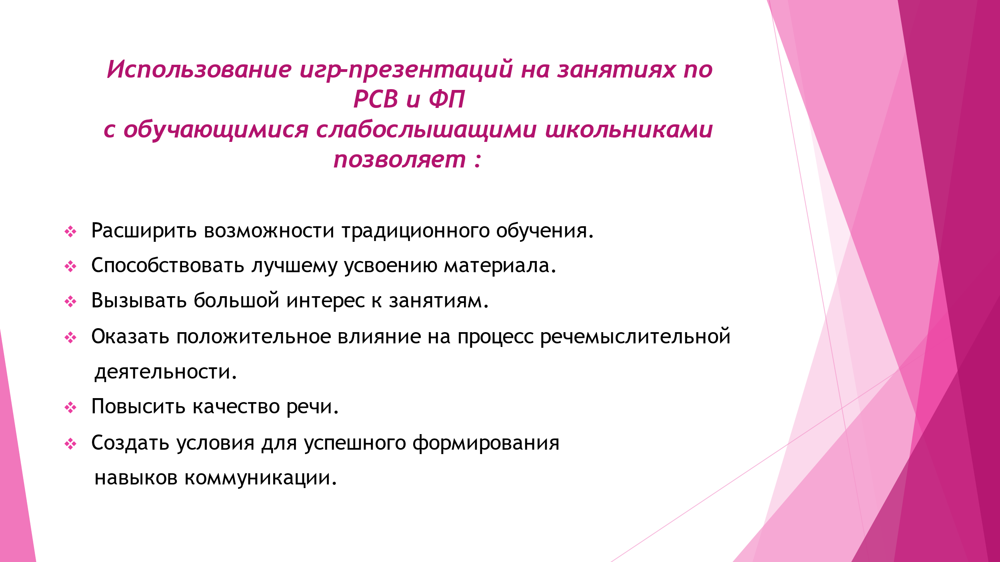 Использование игр-презентаций на занятиях по
РСВ и ФП
с обучающимися слабослышащими школьниками
позволяет :
❖ Расширить возможности традиционного обучения.
❖ Способствовать лучшему усвоению материала.
❖ Вызывать большой интерес к занятиям.
❖ Оказать положительное влияние на процесс речемыслительной
деятельности.
❖ Повысить качество речи.
❖ Создать условия для успешного формирования
навыков коммуникации.